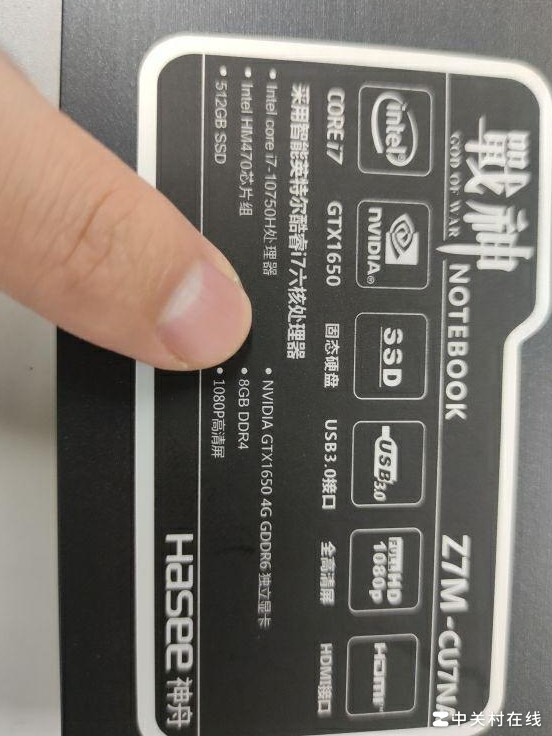 戰神
GOD OF WAR
NOTEBOOK
Z7M-CU7N
intel
NVIDIA®
SSD
USB3.0
FULL HD
1080p
HDMI
CORE i7
GTX1650
固态硬盘
USB3.0接口
全高清屏
HDMI接口
采用智能英特尔酷睿i7六核处理器
• Intel core i7-10750H处理器
• NVIDIA GTX1650 4G GDDR6 独立显卡
• Intel HM470芯片组
• 8GB DDR4
• 512GB SSD
• 1080P高清屏
Hasee 神舟
中关村在线